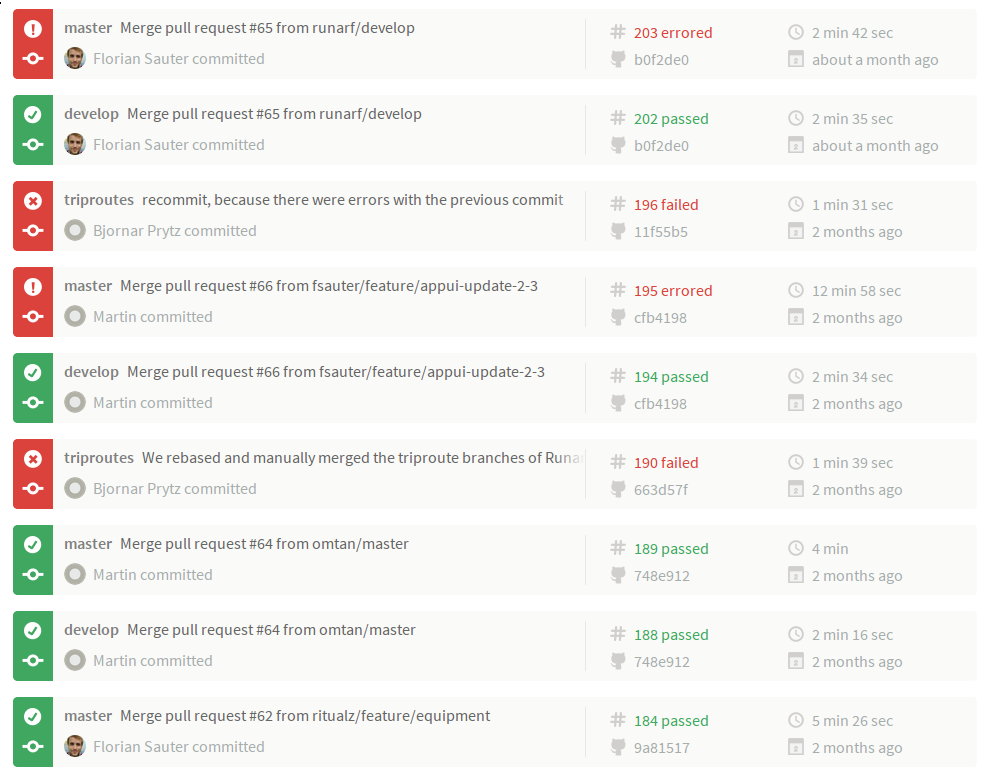 master Merge pull request #65 from runarf/develop
Florian Sauter committed
# 203 errored
b0f2de0
2 min 42 sec
about a month ago
develop Merge pull request #65 from runarf/develop
Florian Sauter committed
# 202 passed
b0f2de0
2 min 35 sec
about a month ago
triproutes recommit, because there were errors with the previous commit
Bjornar Prytz committed
# 196 failed
11f55b5
1 min 31 sec
2 months ago
master Merge pull request #66 from fsauter/feature/appui-update-2-3
Martin committed
# 195 errored
cfb4198
12 min 58 sec
2 months ago
develop Merge pull request #66 from fsauter/feature/appui-update-2-3
Martin committed
# 194 passed
cfb4198
2 min 34 sec
2 months ago
triproutes We rebased and manually merged the triproute branches of
Bjornar Prytz committed
# 190 failed
663d57f
1 min 39 sec
2 months ago
master Merge pull request #64 from omtan/master
Martin committed
# 189 passed
748e912
4 min
2 months ago
develop Merge pull request #64 from omtan/master
Martin committed
# 188 passed
748e912
2 min 16 sec
2 months ago
master Merge pull request #62 from ritualz/feature/equipment
Florian Sauter committed
# 184 passed
9a81517
5 min 26 sec
2 months ago